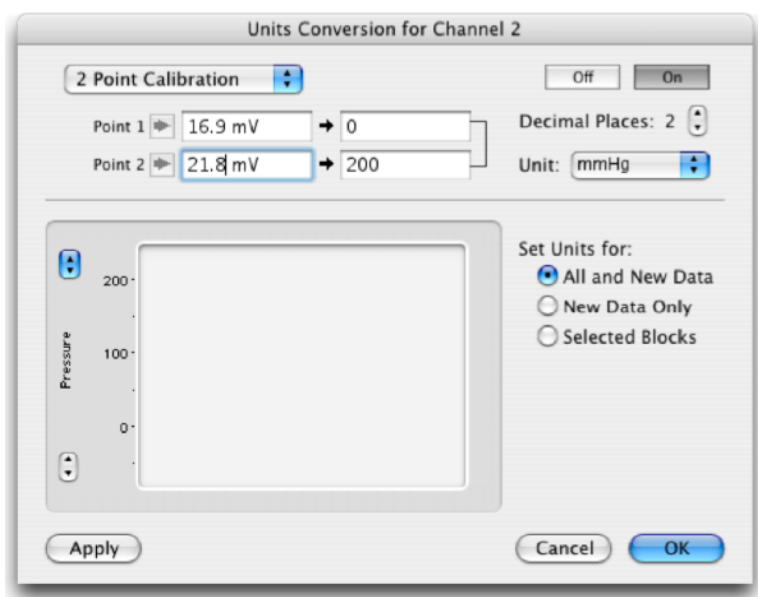 Units Conversion for Channel 2
2 Point Calibration
Off On
Point 1 16.9 mV 0
Decimal Places: 2
Point 2 21.8 mV 200
Unit: mmHg
Set Units for:
All and New Data
New Data Only
Selected Blocks
200
100
0
Pressure
Apply
Cancel OK